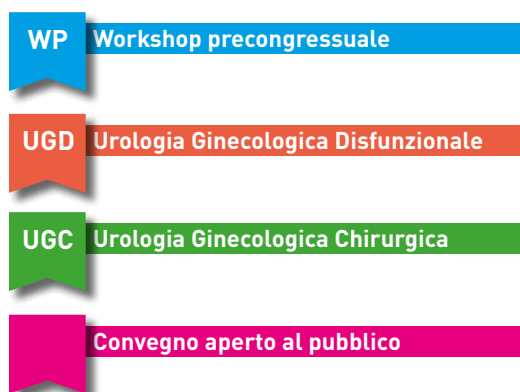 WP Workshop precongressuale
UGD Urologia Ginecologica Disfunzionale
UGC Urologia Ginecologica Chirurgica
Convegno aperto al pubblico